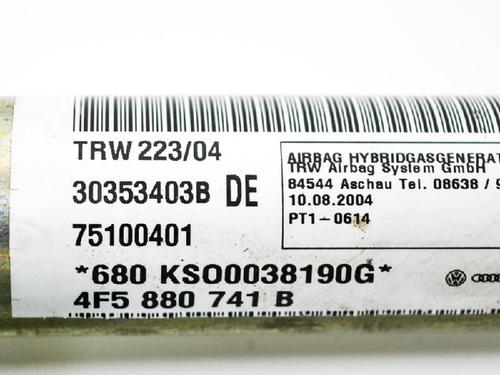 TRW 223/04
30353403B DE
75100401
*680 KSO0038190G*
4F5 880 741 B
AIRBAG HYBRIDGASGENERAT
TRW Airbag System GmbH
84544 Aschau Tel. 08638 / 9
10.08.2004
PT1-0614